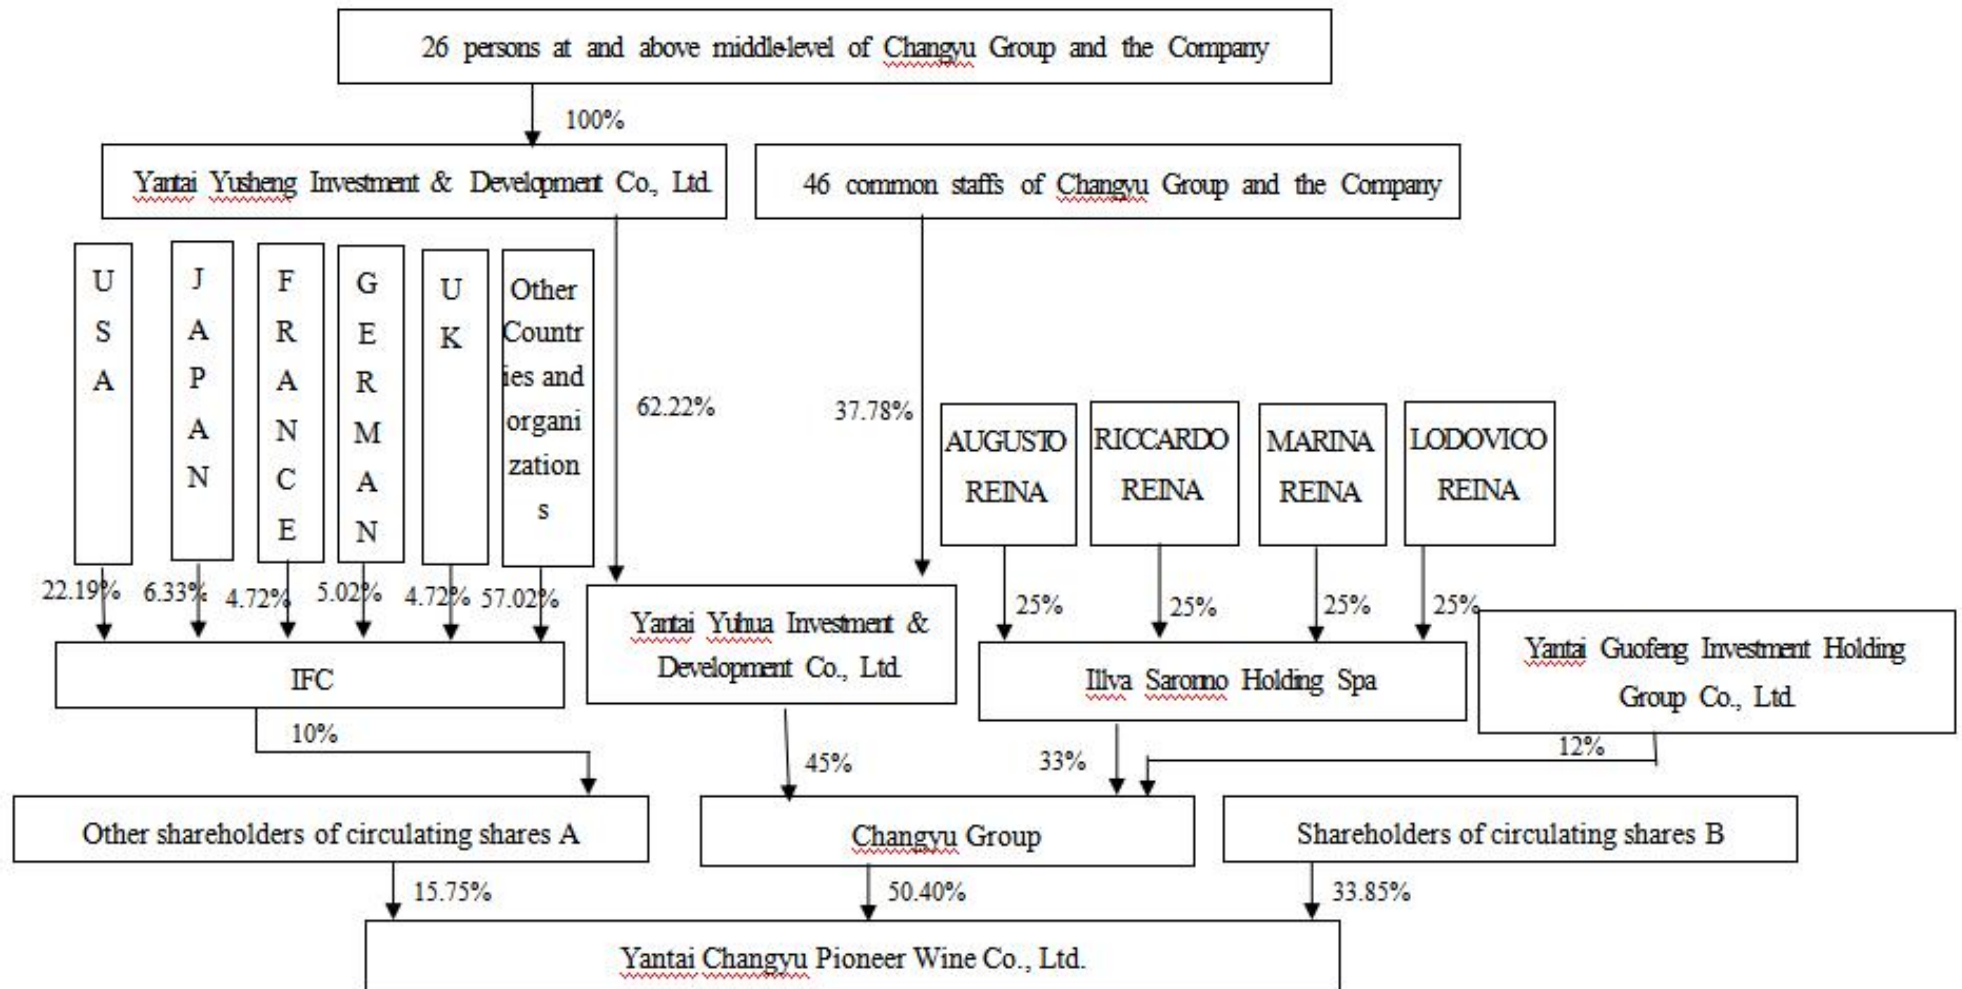 26 persons at and above middle-level of Changyu Group and the Company
100%
Yantai Yusheng Investment & Development Co., Ltd.
46 common staffs of Changyu Group and the Company
USA
JAPAN
FRANCE
GERMAN
UK
Other
Countr
ies and
organi
zation
s
62.22%
37.78%
AUGUSTO
REINA
RICCARDO
REINA
MARINA
REINA
LODOVICO
REINA
22.19%
6.33%
4.72%
5.02%
4.72%
57.02%
25%
25%
25%
25%
IFC
Yantai Yuhua Investment &
Development Co., Ltd.
Illva Saronno Holding Spa
Yantai Guofeng Investment Holding
Group Co., Ltd.
10%
45%
33%
12%
Other shareholders of circulating shares A
Changyu Group
Shareholders of circulating shares B
15.75%
50.40%
33.85%
Yantai Changyu Pioneer Wine Co., Ltd.